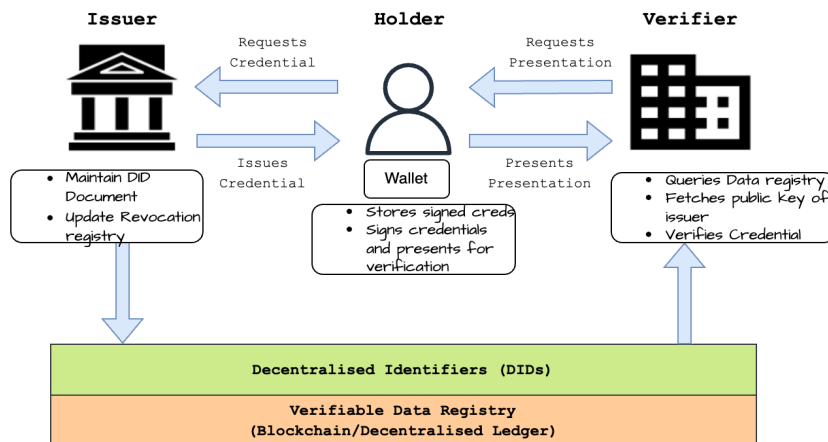 Issuer
Holder
Verifier
Requests
Credential
Requests
Presentation
Issues
Credential
Presents
Presentation
Wallet
• Maintain DID
Document
• Update Revocation
registry
• Stores signed creds
• Signs credentials
and presents for
verification
• Queries Data registry
• Fetches public key of
issuer
• Verifies Credential
Decentralised Identifiers (DIDs)
Verifiable Data Registry
(Blockchain/Decentralised Ledger)